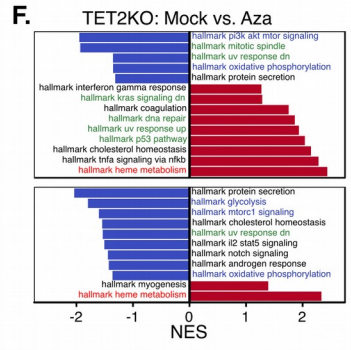 F.
TET2KO: Mock vs. Aza
hallmark pi3k akt mtor signaling
hallmark mitotic spindle
hallmark uv response dn
hallmark oxidative phosphorylation
hallmark protein secretion
hallmark interferon gamma response
hallmark kras signaling dn
hallmark coagulation
hallmark dna repair
hallmark uv response up
hallmark p53 pathway
hallmark cholesterol homeostasis
hallmark tnfa signaling via nfkb
hallmark heme metabolism
hallmark protein secretion
hallmark glycolysis
hallmark mtorc1 signaling
hallmark cholesterol homeostasis
hallmark uv response dn
hallmark il2 stat5 signaling
hallmark notch signaling
hallmark androgen response
hallmark oxidative phosphorylation
hallmark myogenesis
hallmark heme metabolism
-2 -1 0 1 2
NES